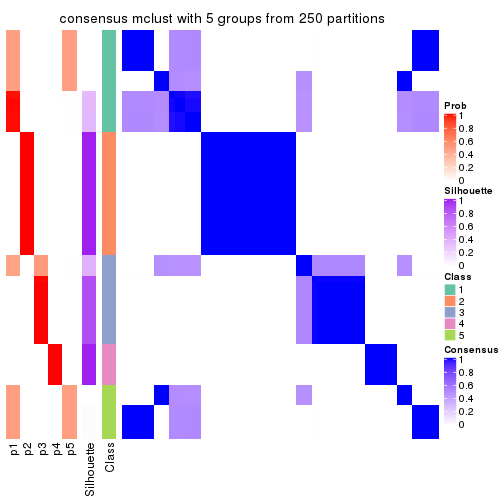 consensus mclust with 5 groups from 250 partitions
Prob
1
0.8
0.6
0.4
0.2
0
Silhouette
1
0.8
0.6
0.4
0.2
0
Class
1
2
3
4
5
Consensus
1
0.8
0.6
0.4
0.2
0
p1
p2
p3
p4
p5
Silhouette
Class